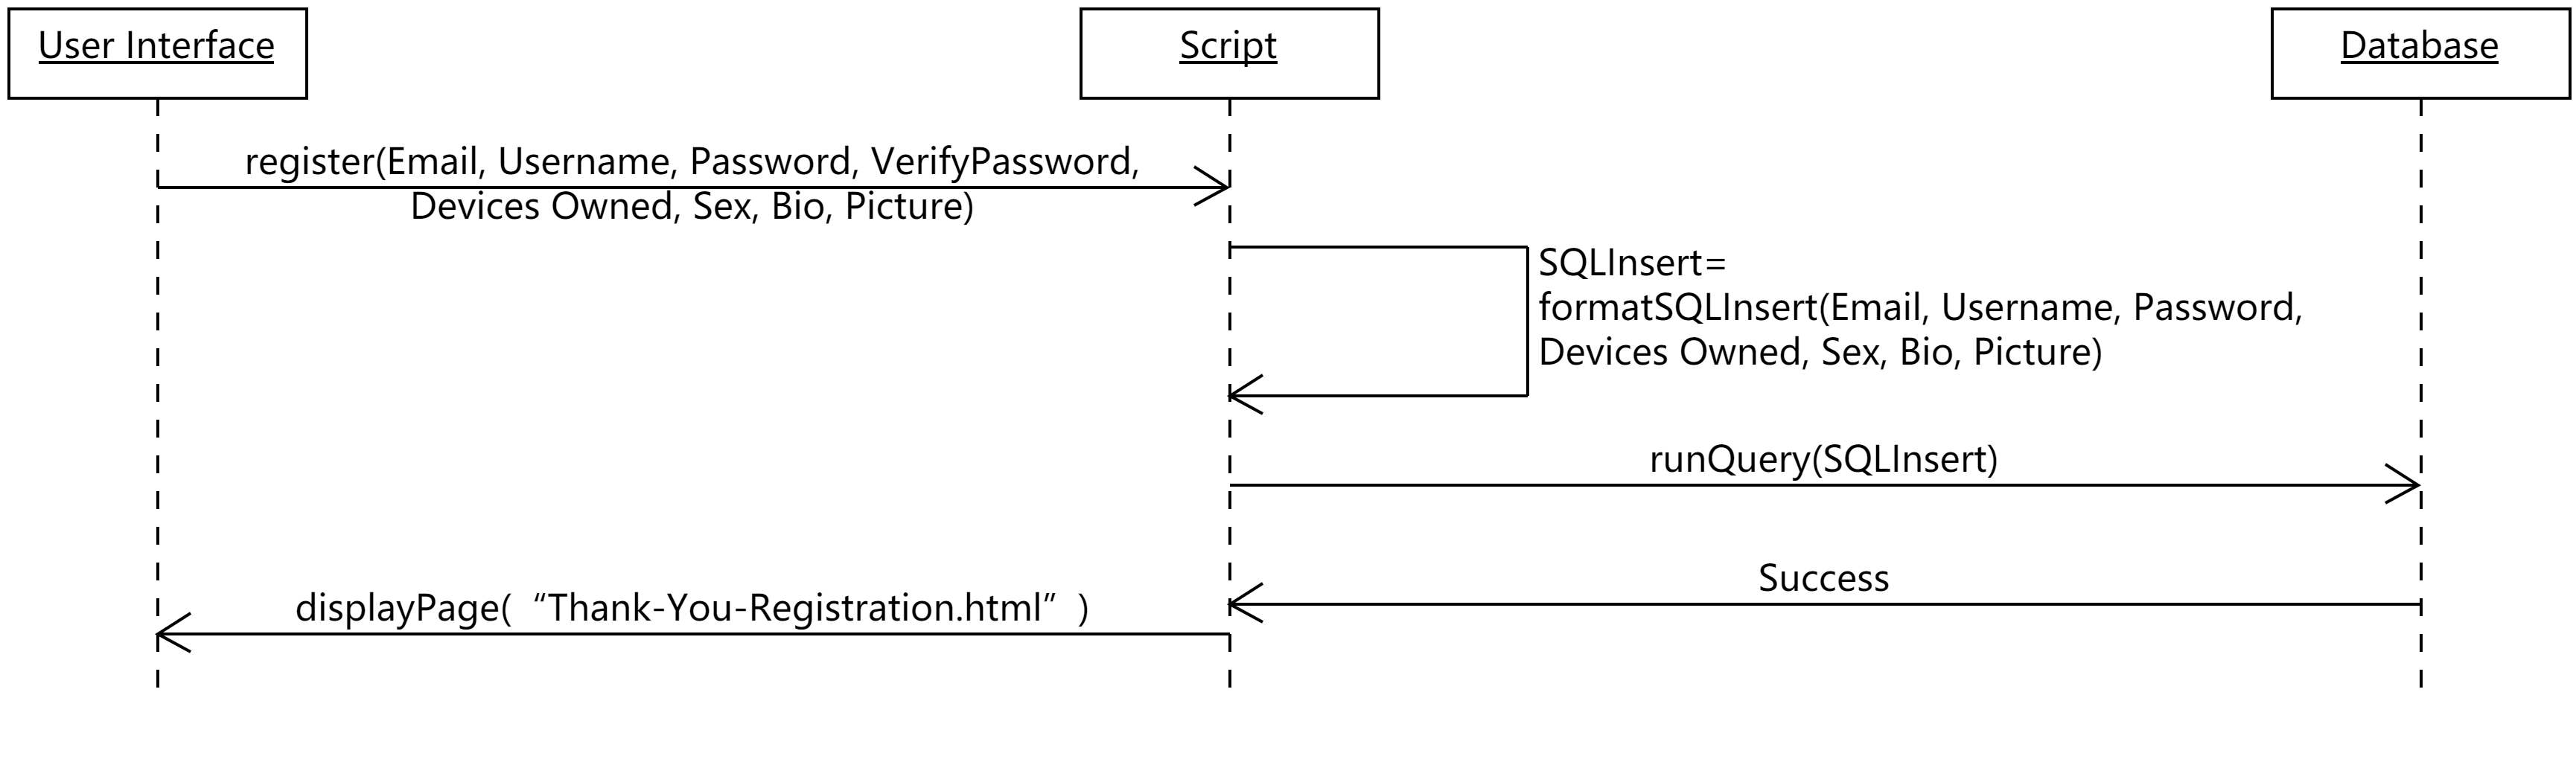 User Interface
Script
Database
register(Email, Username, Password, VerifyPassword,
Devices Owned, Sex, Bio, Picture)
SQLInsert=
formatSQLInsert(Email, Username, Password,
Devices Owned, Sex, Bio, Picture)
runQuery(SQLInsert)
Success
displayPage( “Thank-You-Registration.html” )